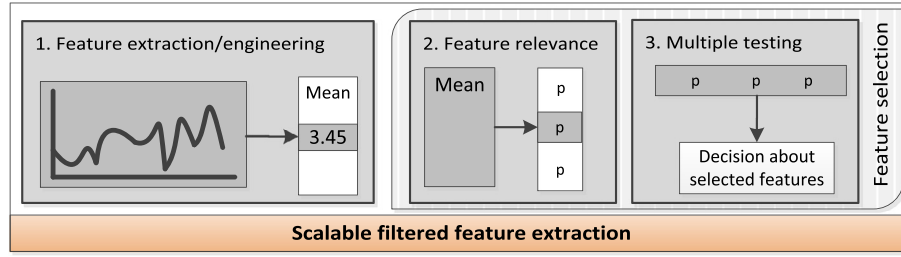 1. Feature extraction/engineering
Mean
3.45
2. Feature relevance
Mean
p
p
p
3. Multiple testing
p p p
Decision about
selected features
Feature selection
Scalable filtered feature extraction